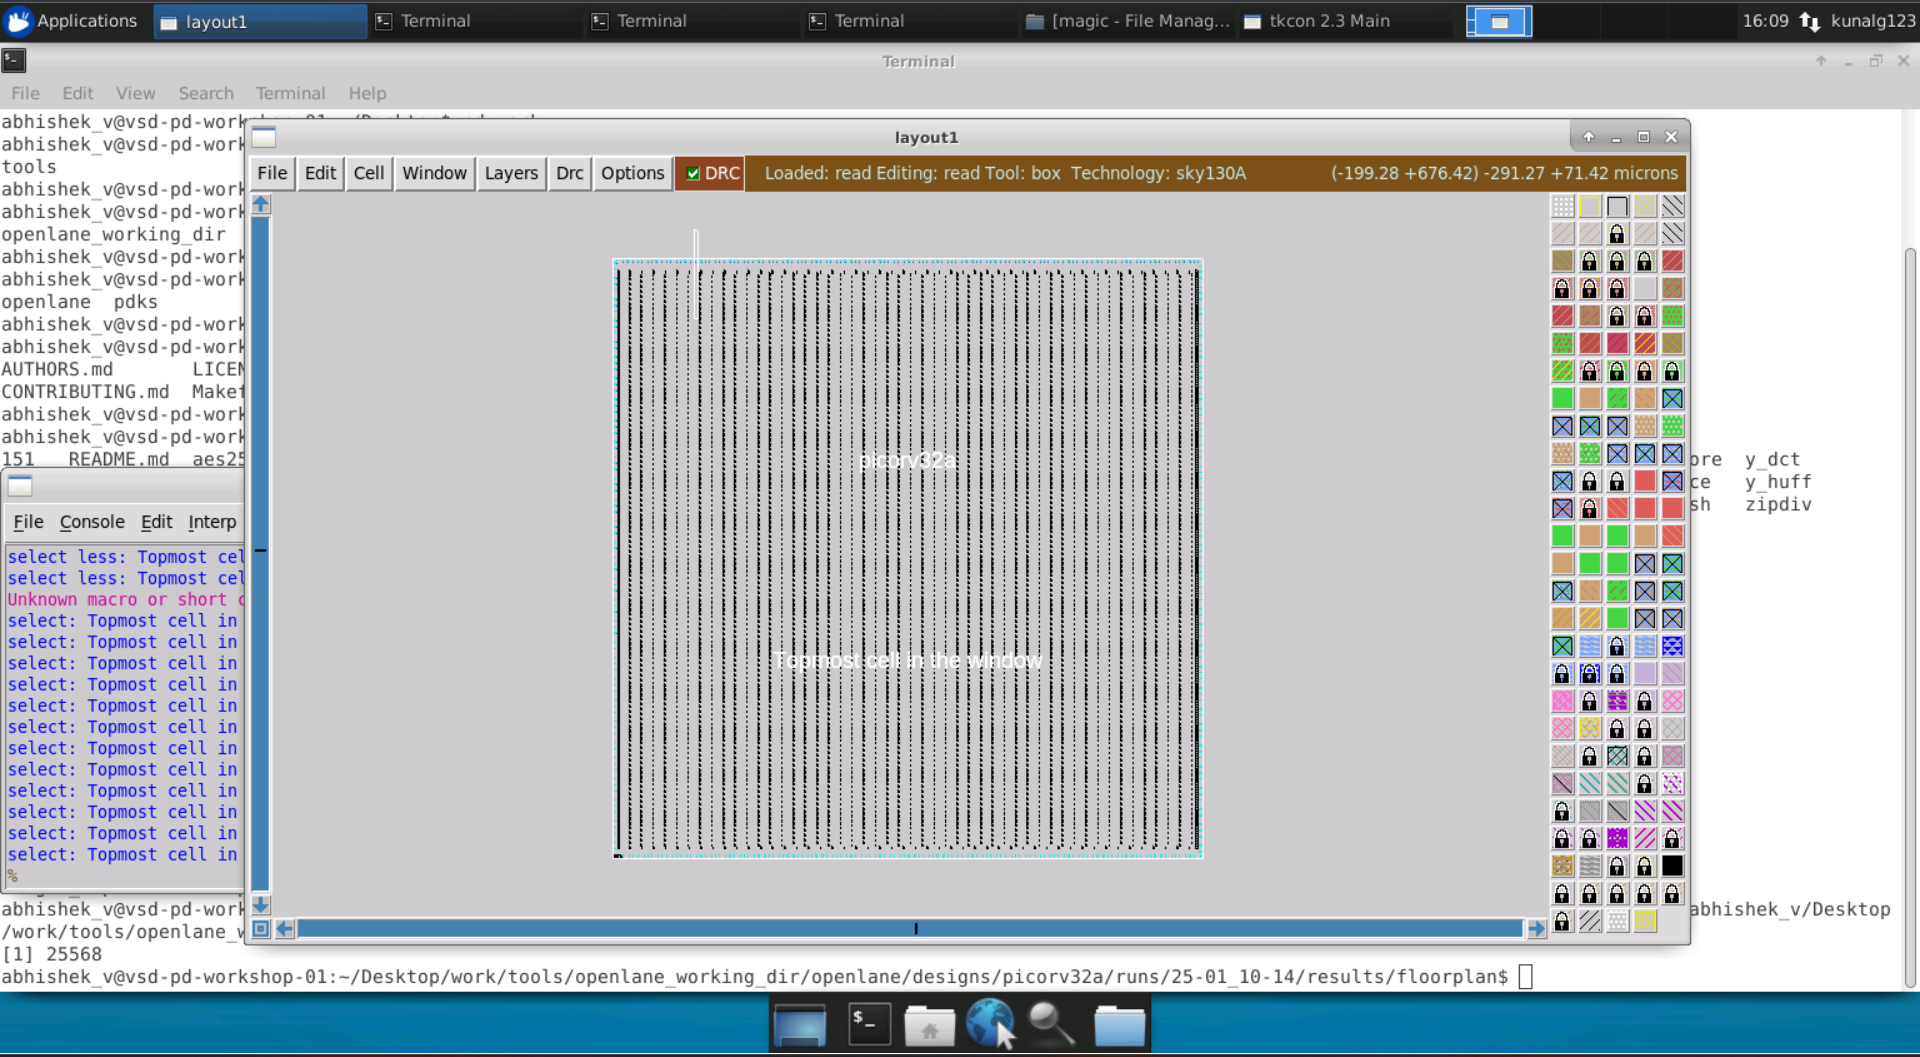 Applications
layout1
Terminal
Terminal
Terminal
[magic - File Manag...
tkcon 2.3 Main
16:09
kunalg123
Terminal
File Edit View Search Terminal Help
abhishek_v@vsd-pd-work
abhishek_v@vsd-pd-work
tools
abhishek_v@vsd-pd-work
abhishek_v@vsd-pd-work
openlane_working_dir
abhishek_v@vsd-pd-work
abhishek_v@vsd-pd-work
openlane pdks
abhishek_v@vsd-pd-work
abhishek_v@vsd-pd-work
AUTHORS.md LICEN
CONTRIBUTING.md Makef
abhishek_v@vsd-pd-work
abhishek_v@vsd-pd-work
151 README.md aes25
ore y_dct
ce y_huff
sh zipdiv
layout1
File Edit Cell Window Layers Drc Options DRC Loaded: read Editing: read Tool: box Technology: sky130A (-199.28 +676.42) -291.27 +71.42 microns
picorv32a
Topmost cell in the window
File Console Edit Interp
select less: Topmost cel
select less: Topmost cel
Unknown macro or short c
select: Topmost cell in
select: Topmost cell in
select: Topmost cell in
select: Topmost cell in
select: Topmost cell in
select: Topmost cell in
select: Topmost cell in
select: Topmost cell in
select: Topmost cell in
select: Topmost cell in
select: Topmost cell in
select: Topmost cell in
%
abhishek_v@vsd-pd-work
abhishek_v/Desktop
/work/tools/openlane_w
[1] 25568
abhishek_v@vsd-pd-workshop-01:~/Desktop/work/tools/openlane_working_dir/openlane/designs/picorv32a/runs/25-01_10-14/results/floorplan$